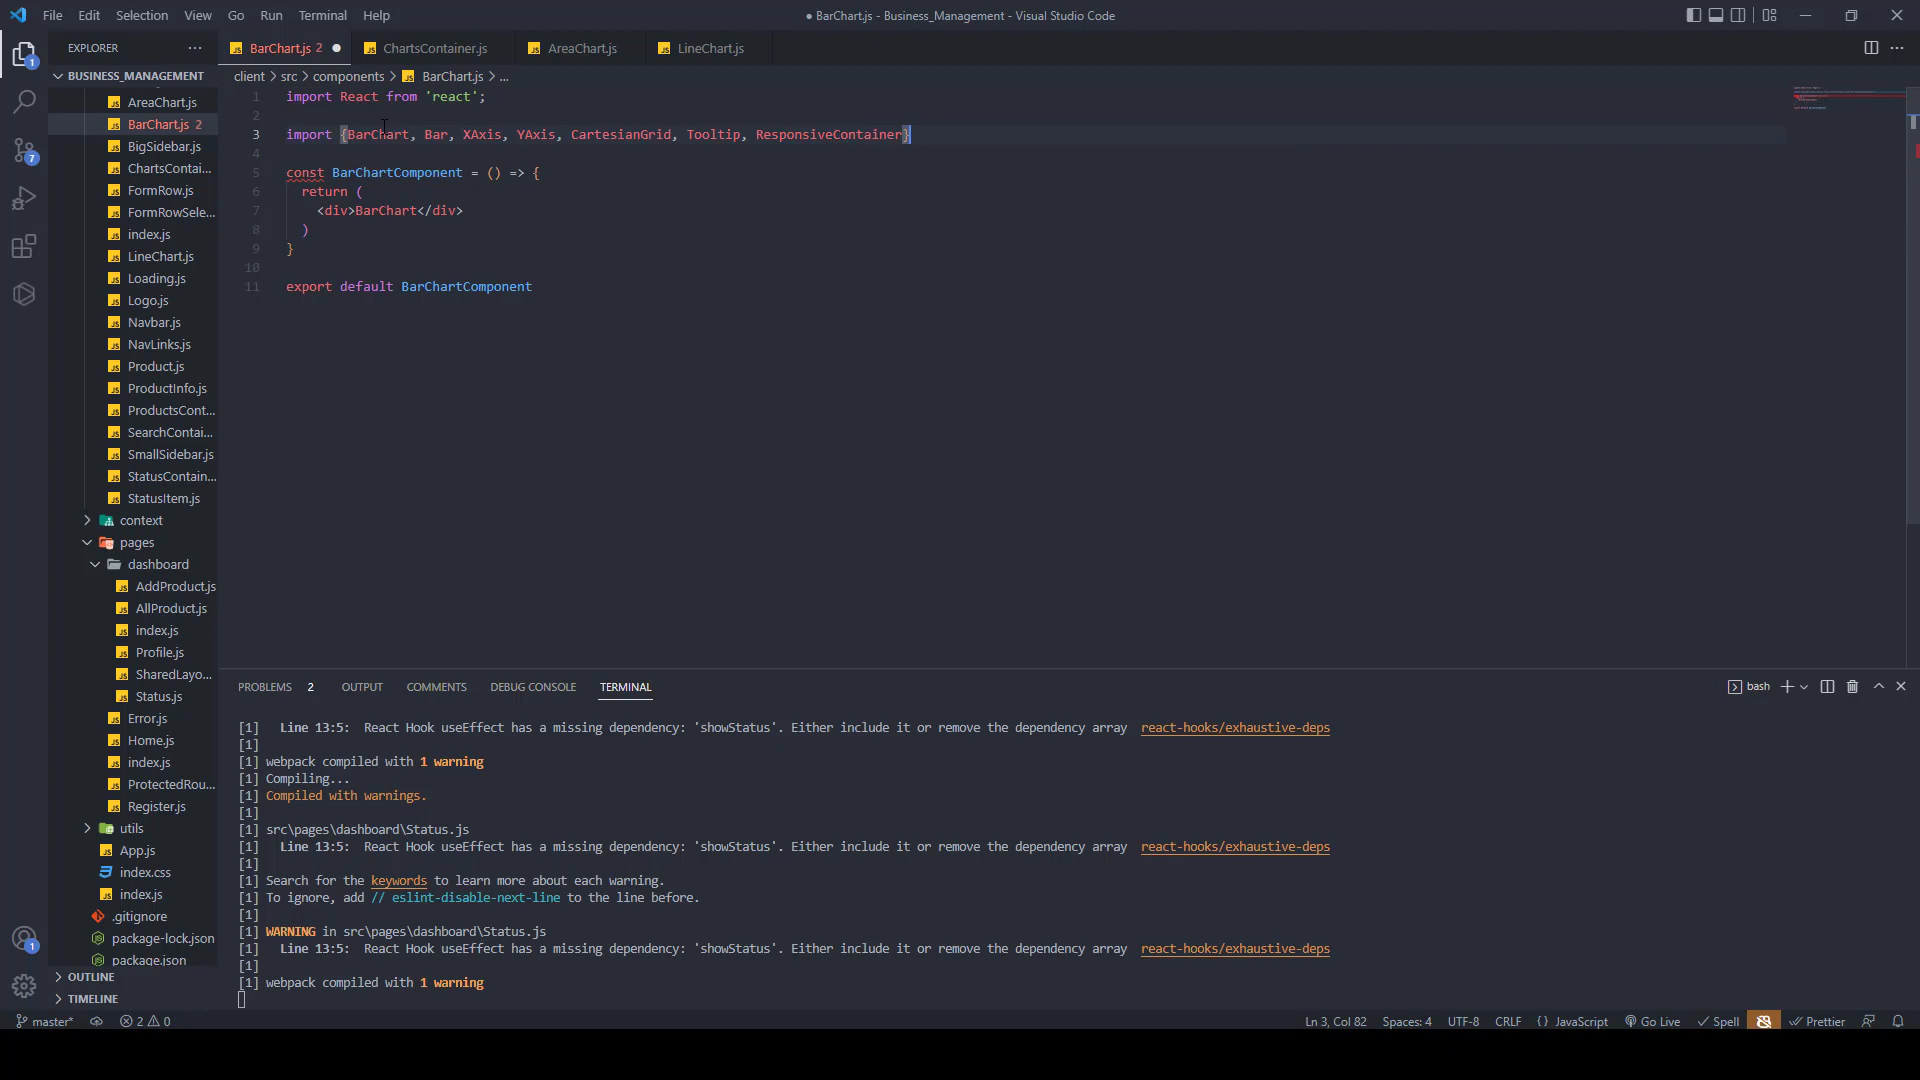 File Edit Selection View Go Run Terminal Help
● BarChart.js - Business_Management - Visual Studio Code
EXPLORER
BarChart.js 2 ChartsContainer.js AreaChart.js LineChart.js
BUSINESS_MANAGEMENT
client > src > components > BarChart.js > ...
AreaChart.js
BarChart.js 2
BigSidebar.js
ChartsContai...
FormRow.js
FormRowSele...
index.js
LineChart.js
Loading.js
Logo.js
Navbar.js
NavLinks.js
Product.js
ProductInfo.js
ProductsCont...
SearchContai...
SmallSidebar.js
StatusContain...
StatusItem.js
context
pages
dashboard
AddProduct.js
AllProduct.js
index.js
Profile.js
SharedLayo...
Status.js
Error.js
Home.js
index.js
ProtectedRou...
Register.js
utils
App.js
index.css
index.js
.gitignore
package-lock.json
package.json
OUTLINE
TIMELINE
1 import React from 'react';
2
3 import {BarChart, Bar, XAxis, YAxis, CartesianGrid, Tooltip, ResponsiveContainer}
4
5 const BarChartComponent = () => {
6 return (
7 <div>BarChart</div>
8 )
9 }
10
11 export default BarChartComponent
PROBLEMS 2 OUTPUT COMMENTS DEBUG CONSOLE TERMINAL
bash
[1] Line 13:5: React Hook useEffect has a missing dependency: 'showStatus'. Either include it or remove the dependency array react-hooks/exhaustive-deps
[1]
[1] webpack compiled with 1 warning
[1] Compiling...
[1] Compiled with warnings.
[1]
[1] src\pages\dashboard\Status.js
[1] Line 13:5: React Hook useEffect has a missing dependency: 'showStatus'. Either include it or remove the dependency array react-hooks/exhaustive-deps
[1]
[1] Search for the keywords to learn more about each warning.
[1] To ignore, add // eslint-disable-next-line to the line before.
[1]
[1] WARNING in src\pages\dashboard\Status.js
[1] Line 13:5: React Hook useEffect has a missing dependency: 'showStatus'. Either include it or remove the dependency array react-hooks/exhaustive-deps
[1]
[1] webpack compiled with 1 warning
1
7
1
master* 2 0 Ln 3, Col 82 Spaces: 4 UTF-8 CRLF {} JavaScript Go Live Spell Prettier